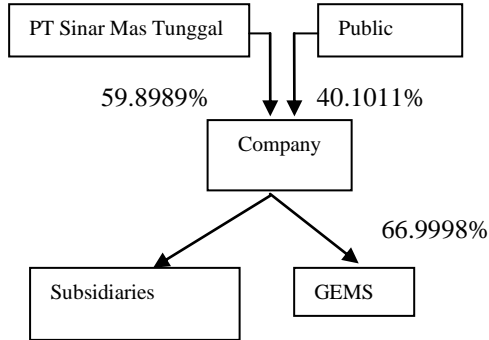 PT Sinar Mas Tunggal
Public
59.8989%
40.1011%
Company
66.9998%
Subsidiaries
GEMS